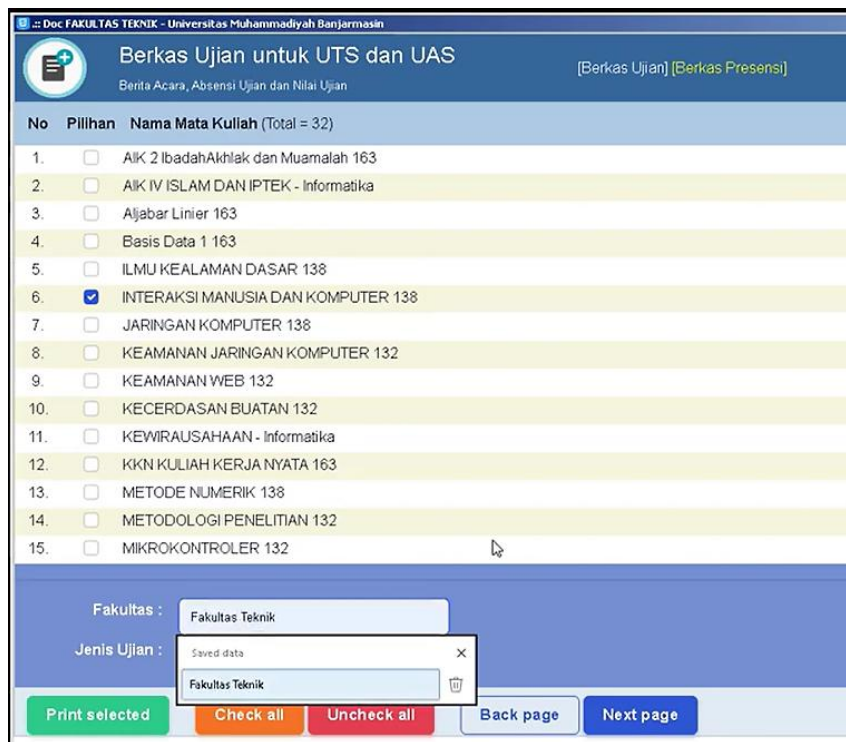 .:: Doc FAKULTAS TEKNIK - Universitas Muhammadiyah Banjarmasin
Berkas Ujian untuk UTS dan UAS
[Berkas Ujian] [Berkas Presensi]
Berita Acara, Absensi Ujian dan Nilai Ujian
No Pilihan Nama Mata Kuliah (Total = 32)
1. AIK 2 IbadahAkhlak dan Muamalah 163
2. AIK IV ISLAM DAN IPTEK - Informatika
3. Aljabar Linier 163
4. Basis Data 1 163
5. ILMU KEALAMAN DASAR 138
6. INTERAKSI MANUSIA DAN KOMPUTER 138
7. JARINGAN KOMPUTER 138
8. KEAMANAN JARINGAN KOMPUTER 132
9. KEAMANAN WEB 132
10. KECERDASAN BUATAN 132
11. KEWIRAUSAHAAN - Informatika
12. KKN KULIAH KERJA NYATA 163
13. METODE NUMERIK 138
14. METODOLOGI PENELITIAN 132
15. MIKROKONTROLER 132
Fakultas : Fakultas Teknik
Jenis Ujian :
Saved data
Fakultas Teknik
Print selected Check all Uncheck all Back page Next page